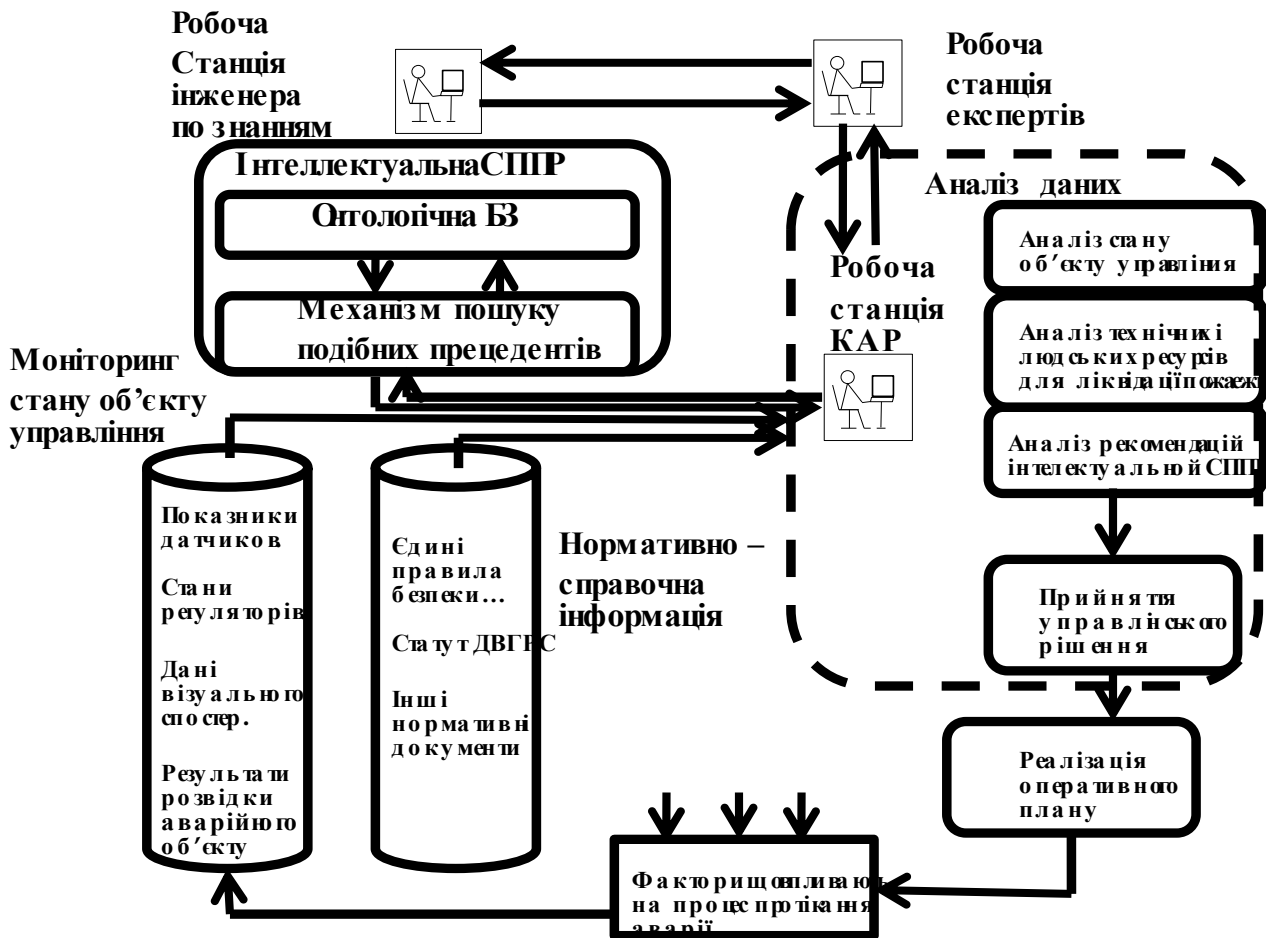 Робоча
Станція
інженера
по знанням
Робоча
станція
експертів
Інтеллектуальна СППР
Онтологічна БЗ
Механізм пошуку
подібних прецедентів
Аналіз даних
Аналіз стану
об’єкту управління
Аналіз технічних і
людських ресурсів
для ліквідації пожеж
Аналіз рекомендацій
інтелектуальной СППР
Робоча
станція
КАР
Моніторинг
стану об’єкту
управління
Показники
датчиков.
Стани
регуляторів
Дані
візуального
спостер.
Результати
розвідки
аварійного
об’єкту
Єдині
правила
безпеки...
Статут ДВГРС
Інші
нормативні
документи
Нормативно –
справочна
інформація
Прийняття
управлінського
рішення
Реалізація
оперативного
плану
Фактори що впливають
на процес протікання
аварії